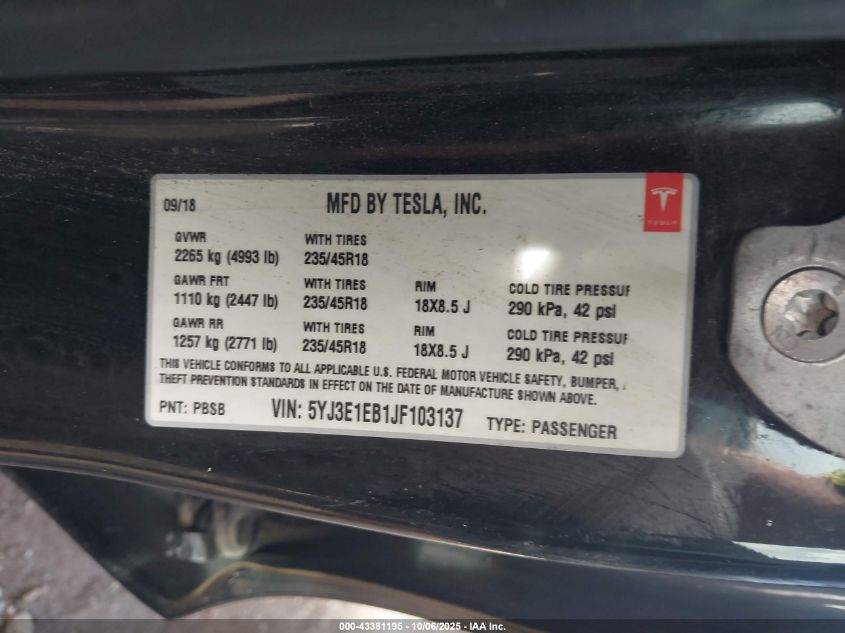 09/18 MFD BY TESLA, INC.
TESLA
GVWR WITH TIRES
2265 kg (4993 lb) 235/45R18
GAWR FRT WITH TIRES RIM COLD TIRE PRESSUR
1110 kg (2447 lb) 235/45R18 18X8.5 J 290 kPa, 42 psi
GAWR RR WITH TIRES RIM COLD TIRE PRESSUR
1257 kg (2771 lb) 235/45R18 18X8.5 J 290 kPa, 42 psi
THIS VEHICLE CONFORMS TO ALL APPLICABLE U.S. FEDERAL MOTOR VEHICLE SAFETY, BUMPER,
THEFT PREVENTION STANDARDS IN EFFECT ON THE DATE OF MANUFACTURE SHOWN ABOVE.
PNT: PBSB VIN: 5YJ3E1EB1JF103137 TYPE: PASSENGER
000-43381195 - 10/06/2025 - IAA Inc.